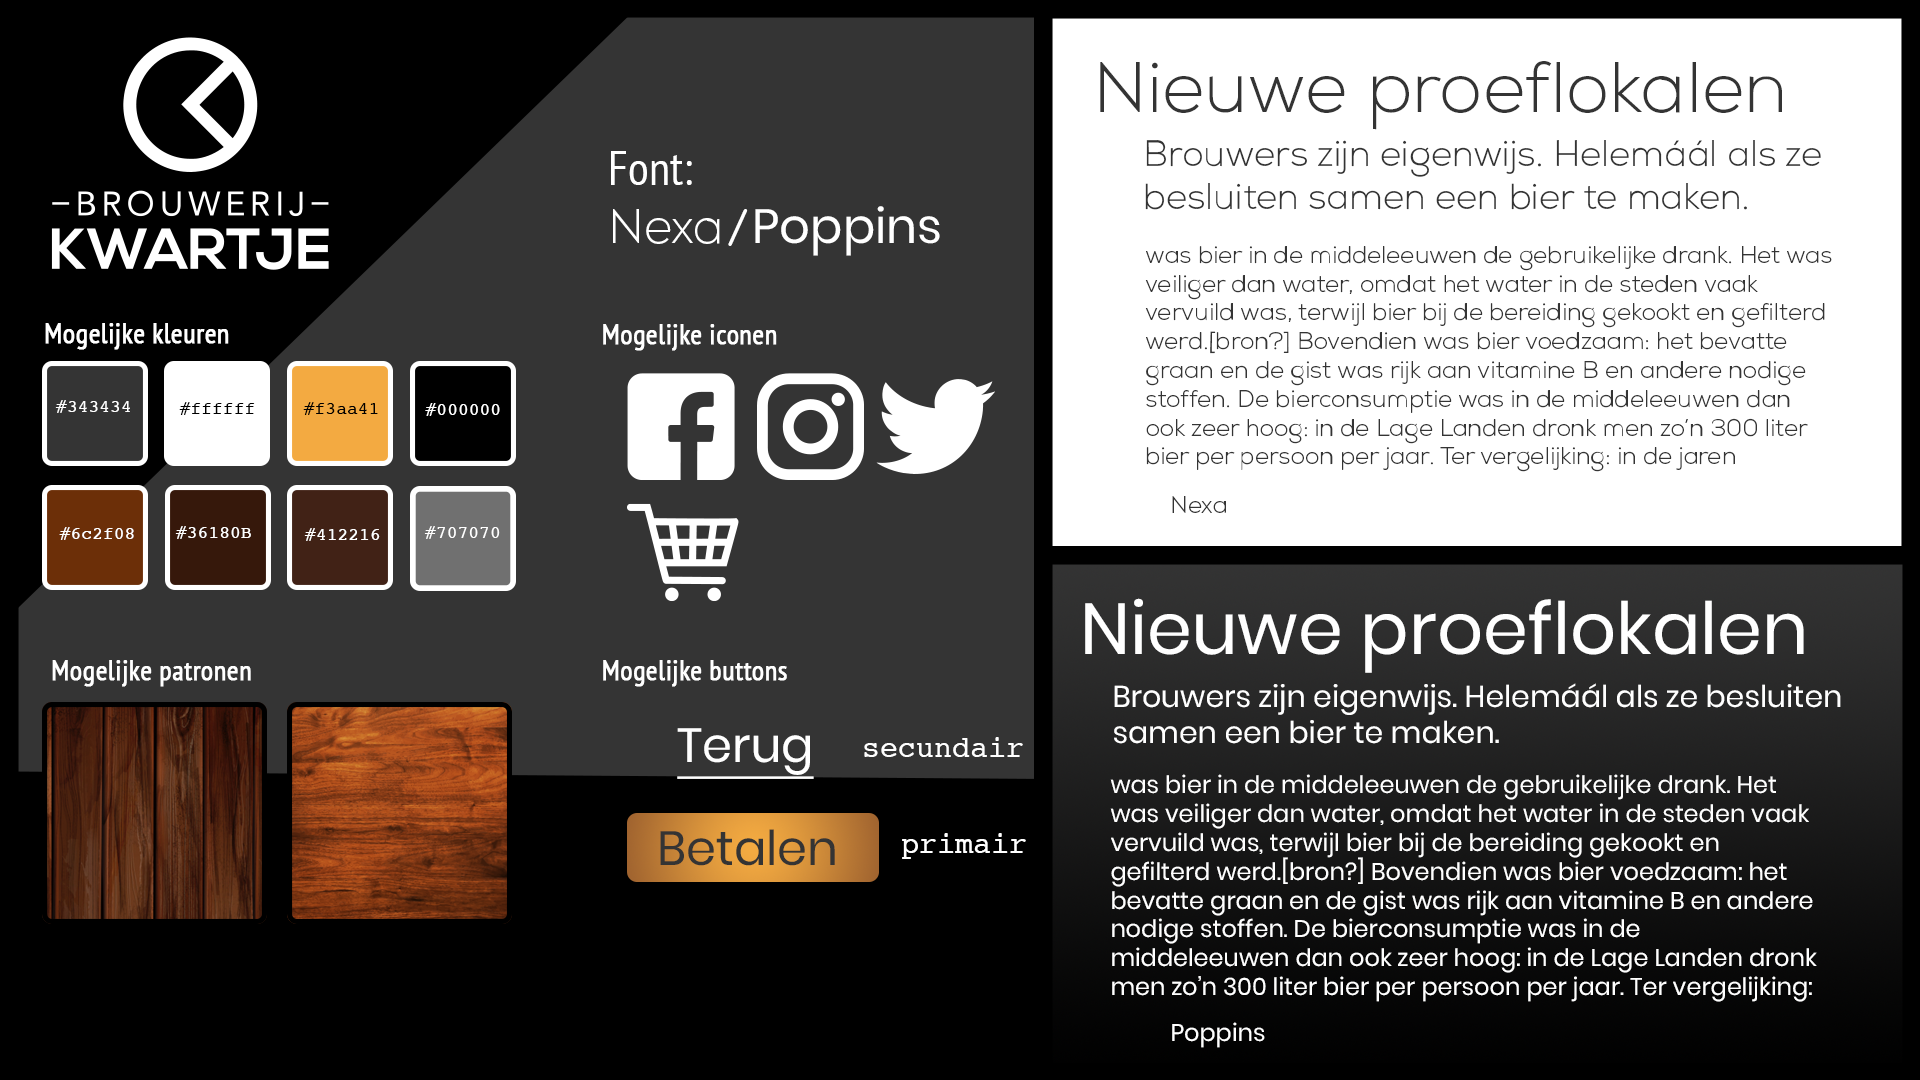 -BROUWERIJ-
KWARTJE
Font:
Nexa/Poppins
Mogelijke kleuren
#343434
#ffffff
#f3aa41
#000000
#6c2f08
#36180B
#412216
#707070
Mogelijke iconen
Mogelijke patronen
Mogelijke buttons
Terug
secundair
Betalen
primair
Nieuwe proeflokalen
Brouwers zijn eigenwijs. Helemáál als ze
besluiten samen een bier te maken.
was bier in de middeleeuwen de gebruikelijke drank. Het was
veiliger dan water, omdat het water in de steden vaak
vervuild was, terwijl bier bij de bereiding gekookt en gefilterd
werd.[bron?] Bovendien was bier voedzaam: het bevatte
graan en de gist was rijk aan vitamine B en andere nodige
stoffen. De bierconsumptie was in de middeleeuwen dan
ook zeer hoog: in de Lage Landen dronk men zo'n 300 liter
bier per persoon per jaar. Ter vergelijking: in de jaren
Nexa
Nieuwe proeflokalen
Brouwers zijn eigenwijs. Helemáál als ze besluiten
samen een bier te maken.
was bier in de middeleeuwen de gebruikelijke drank. Het
was veiliger dan water, omdat het water in de steden vaak
vervuild was, terwijl bier bij de bereiding gekookt en
gefilterd werd.[bron?] Bovendien was bier voedzaam: het
bevatte graan en de gist was rijk aan vitamine B en andere
nodige stoffen. De bierconsumptie was in de
middeleeuwen dan ook zeer hoog: in de Lage Landen dronk
men zo'n 300 liter bier per persoon per jaar. Ter vergelijking:
Poppins